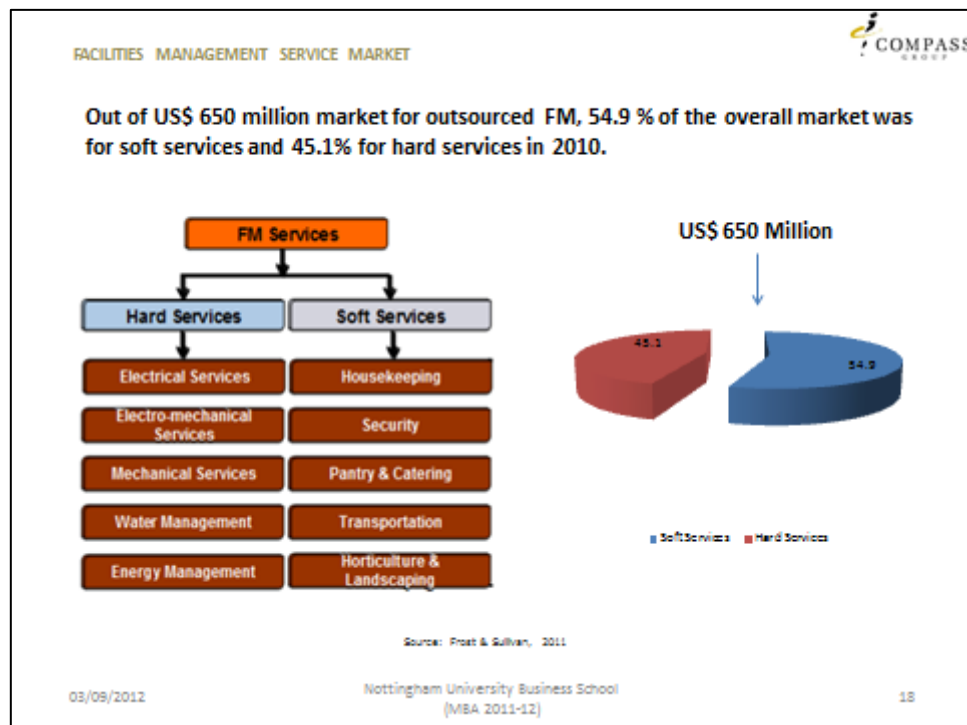 FACILITIES MANAGEMENT SERVICE MARKET
COMPASS
GROUP
Out of US$ 650 million market for outsourced FM, 54.9 % of the overall market was
for soft services and 45.1% for hard services in 2010.
FM Services
Hard Services
Soft Services
Electrical Services
Housekeeping
Electro-mechanical
Services
Security
Mechanical Services
Pantry & Catering
Water Management
Transportation
Energy Management
Horticulture &
Landscaping
US$ 650 Million
45.1
54.9
Soft Services
Hard Services
Source: Frost & Sullivan, 2011
03/09/2012
Nottingham University Business School
(MBA 2011-12)
18